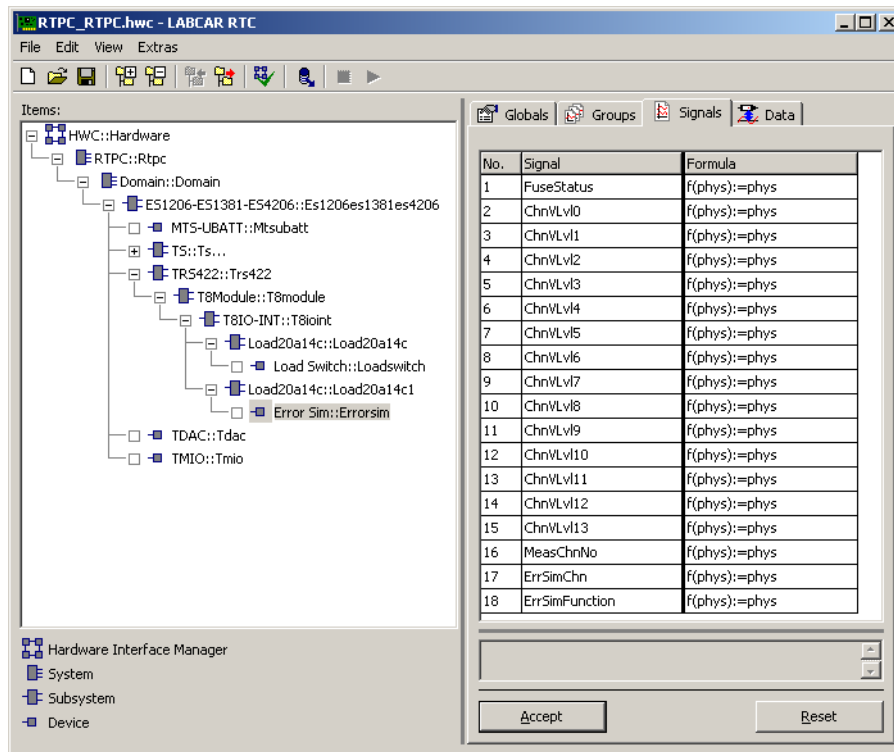 RTPC_RTPC.hwc - LABCAR RTC
File Edit View Extras
Items:
HWC::Hardware
RTPC::Rtpc
Domain::Domain
ES1206-ES1381-ES4206::Es1206es1381es4206
MTS-UBATT::Mtsubatt
TS::Ts...
TRS422::Trs422
T8Module::T8module
T8IO-INT::T8ioint
Load20a14c::Load20a14c
Load Switch::Loadswitch
Load20a14c::Load20a14c1
Error Sim::Errorsim
TDAC::Tdac
TMIO::Tmio
Hardware Interface Manager
System
Subsystem
Device
Globals Groups Signals Data
No. Signal Formula
1 FuseStatus f(phys):=phys
2 ChnVLvl0 f(phys):=phys
3 ChnVLvl1 f(phys):=phys
4 ChnVLvl2 f(phys):=phys
5 ChnVLvl3 f(phys):=phys
6 ChnVLvl4 f(phys):=phys
7 ChnVLvl5 f(phys):=phys
8 ChnVLvl6 f(phys):=phys
9 ChnVLvl7 f(phys):=phys
10 ChnVLvl8 f(phys):=phys
11 ChnVLvl9 f(phys):=phys
12 ChnVLvl10 f(phys):=phys
13 ChnVLvl11 f(phys):=phys
14 ChnVLvl12 f(phys):=phys
15 ChnVLvl13 f(phys):=phys
16 MeasChnNo f(phys):=phys
17 ErrSimChn f(phys):=phys
18 ErrSimFunction f(phys):=phys
Accept Reset